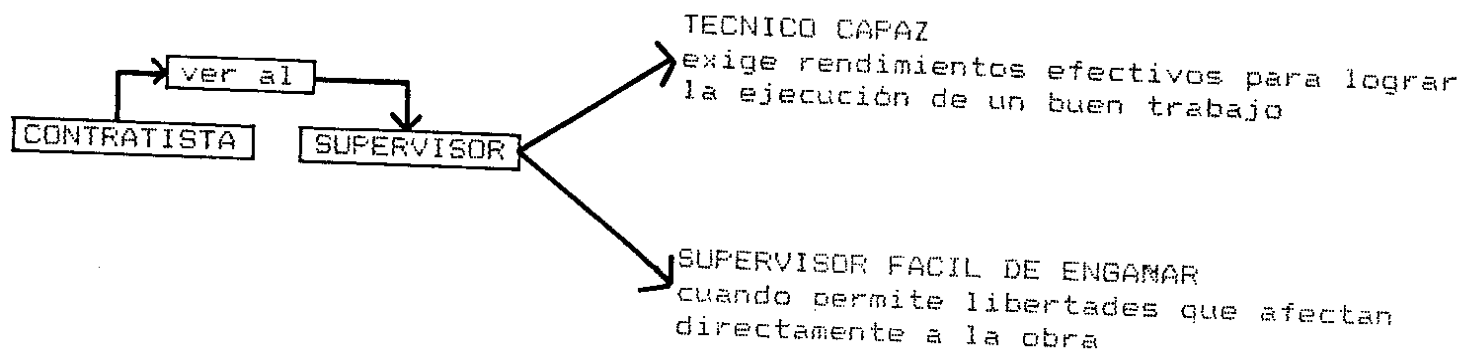 TECNICO CAPAZ
exige rendimientos efectivos para lograr
la ejecución de un buen trabajo
ver al
CONTRATISTA
SUPERVISOR
SUPERVISOR FACIL DE ENGAMAR
cuando permite libertades que afectan
directamente a la obra